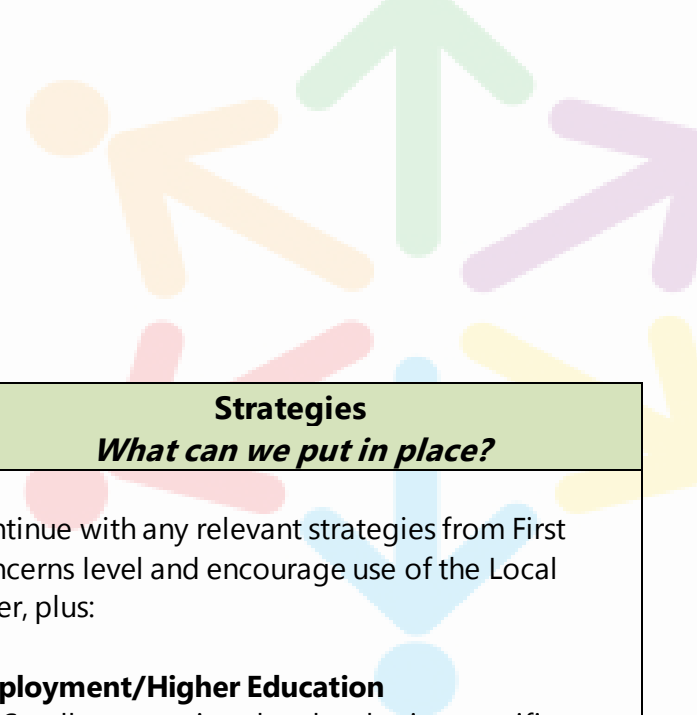 Strategies
What can we put in place?
ntinue with any relevant strategies from First
ncerns level and encourage use of the Local
er, plus:
ployment/Higher Education